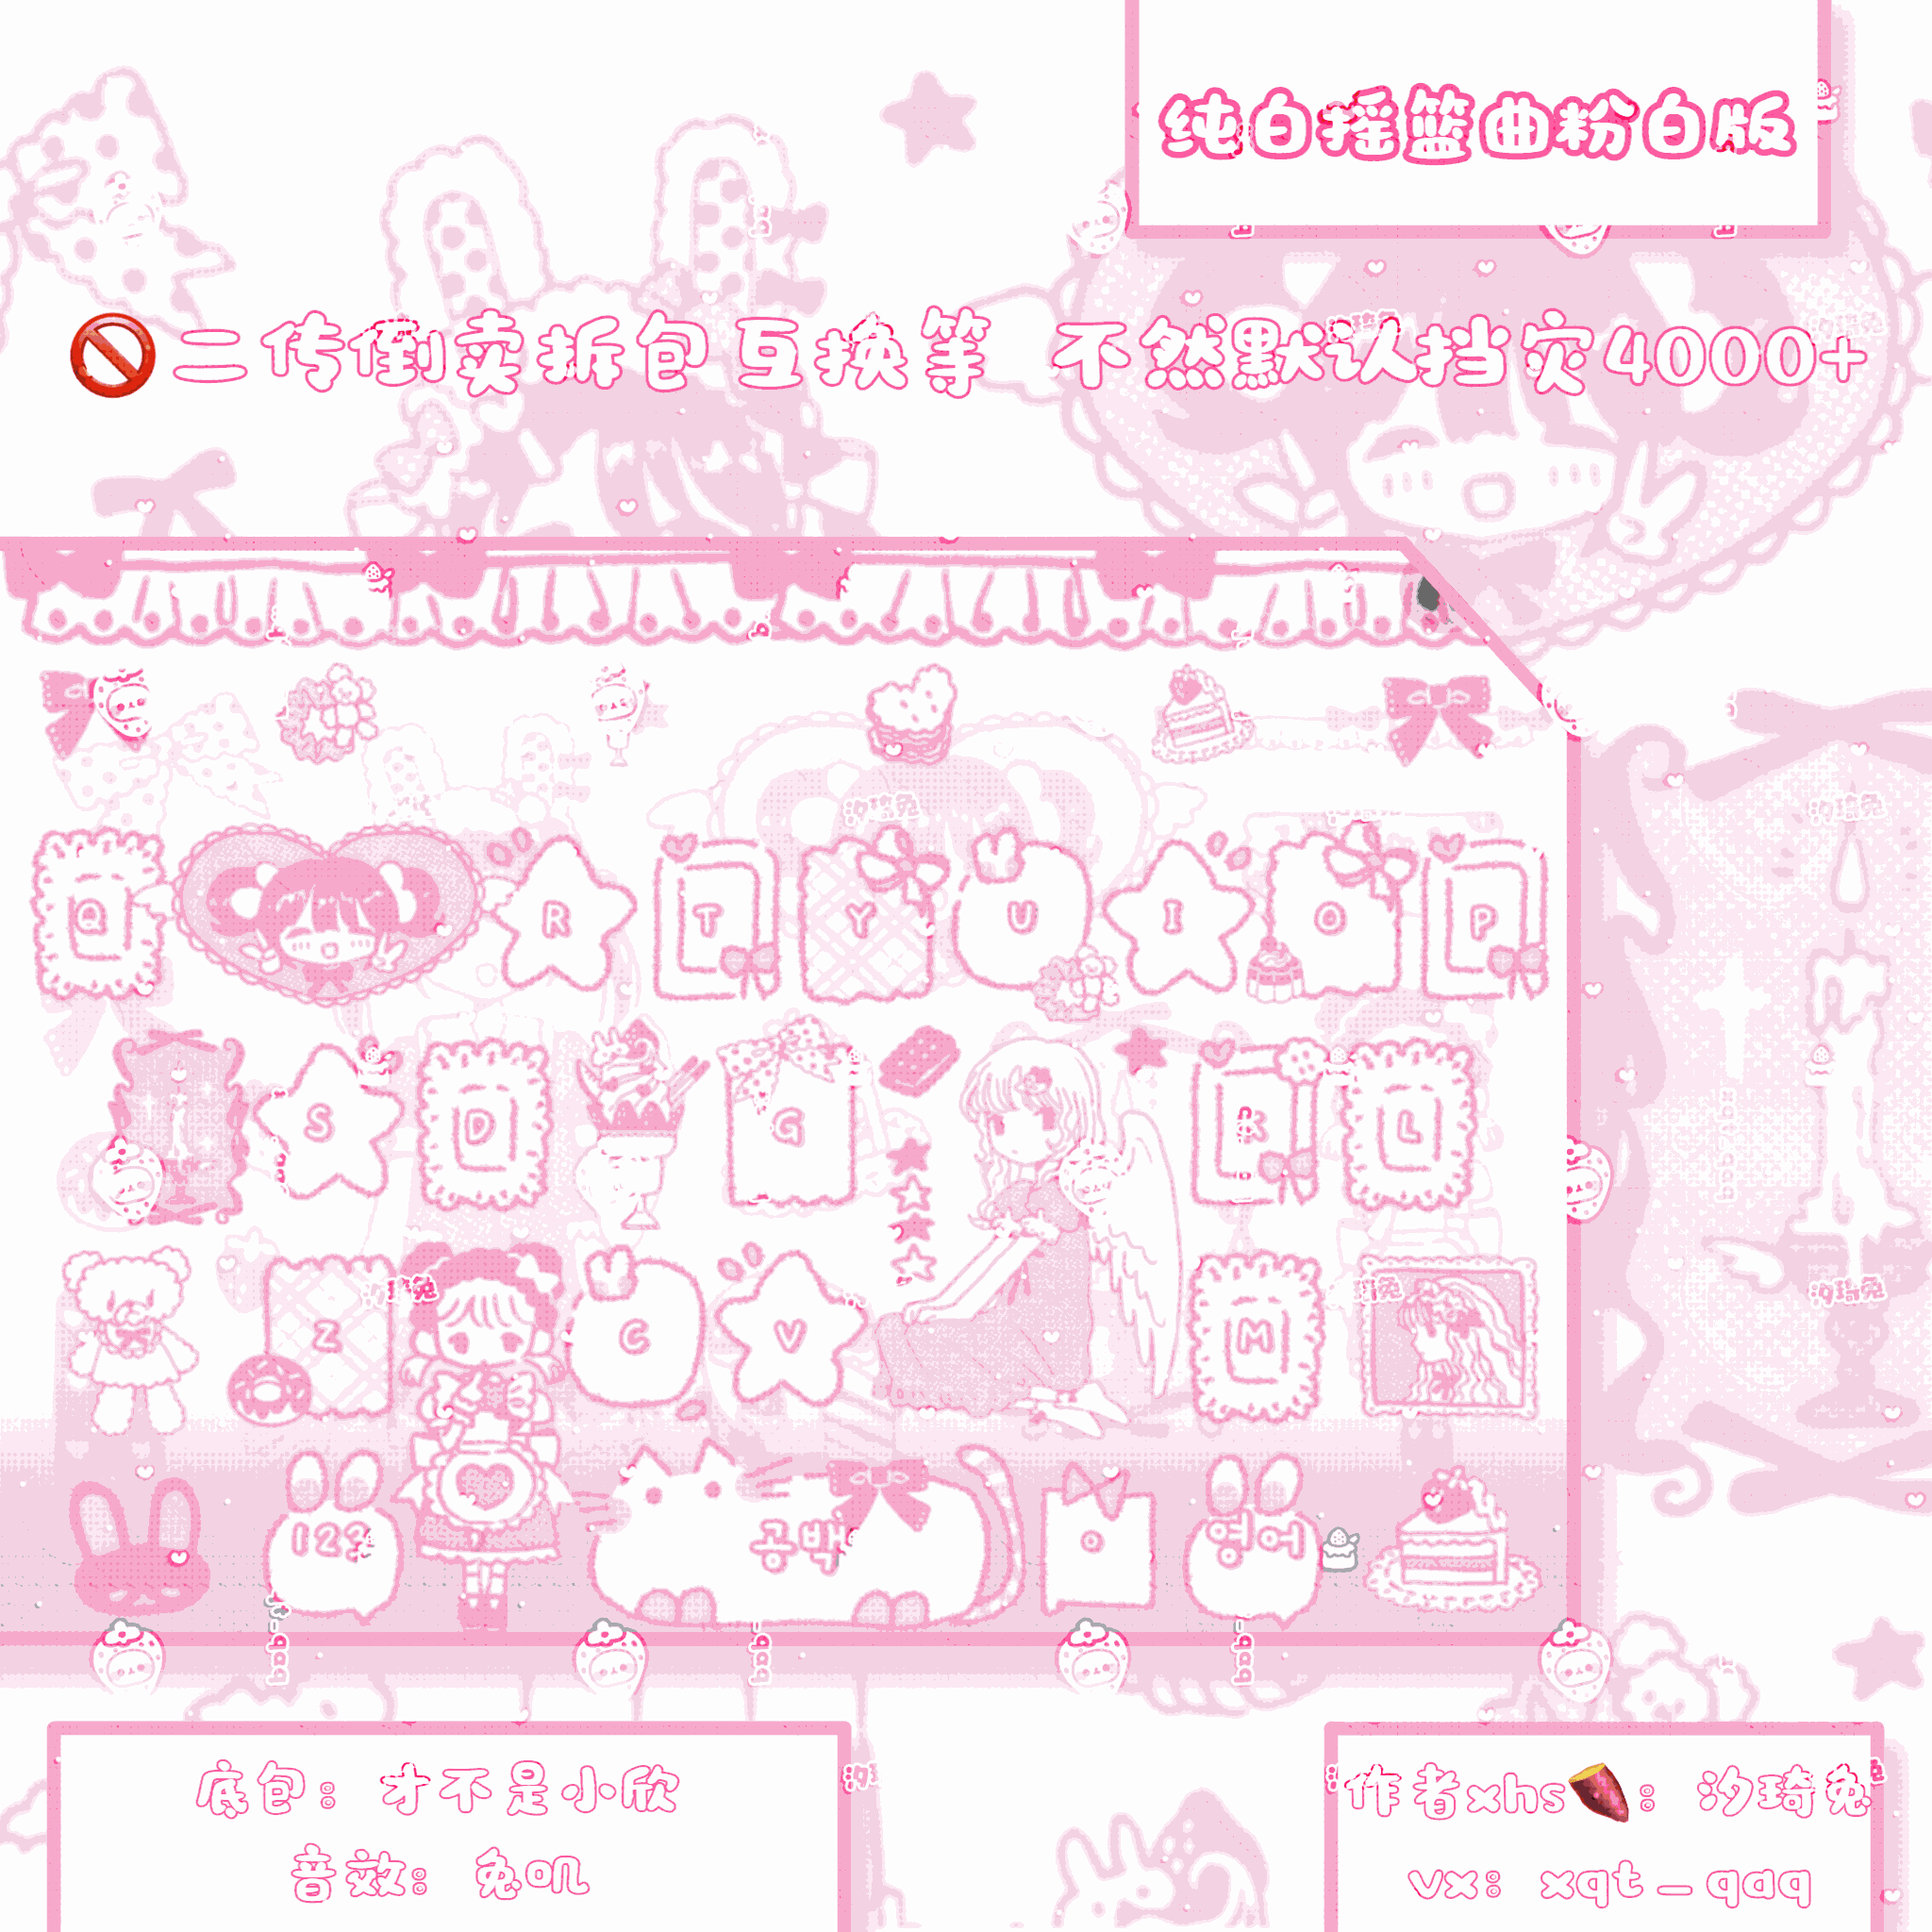 纯白摇篮曲粉白版
🚫二传倒卖拆包 互换等 不然默认挡灾4000+
Q R T Y U I O P
S D G K L
Z C V M
123 , 공백 。 영어
底包：才不是小欣
音效：兔叽
作者xhs🍠：汐琦兔
vx：xqt_qaq